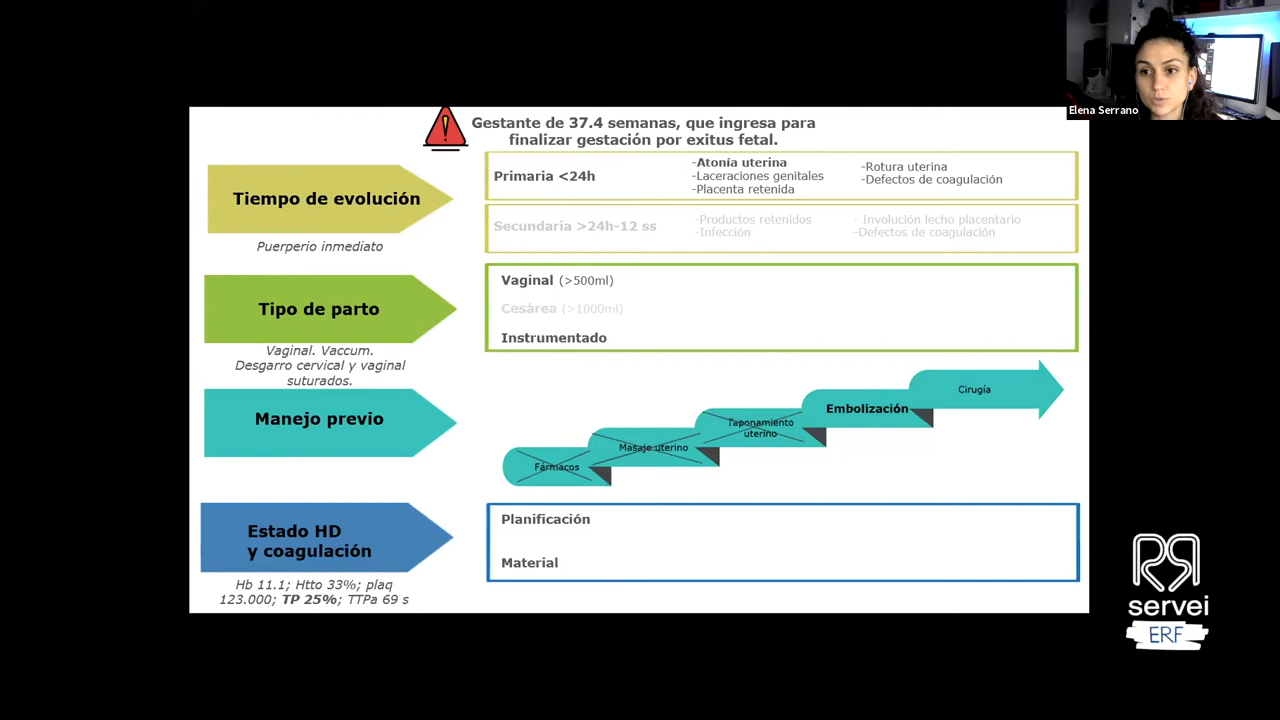 Elena Serrano
Gestante de 37.4 semanas, que ingresa para
finalizar gestación por exitus fetal.
Tiempo de evolución
Puerperio inmediato
Primaria <24h
-Atonía uterina
-Laceraciones genitales
-Placenta retenida
-Rotura uterina
-Defectos de coagulación
Secundaria >24h-12 ss
-Productos retenidos
-Infección
- Involución lecho placentario
-Defectos de coagulación
Tipo de parto
Vaginal. Vaccum.
Desgarro cervical y vaginal
suturados.
Vaginal (>500ml)
Cesárea (>1000ml)
Instrumentado
Manejo previo
Fármacos
Masaje uterino
Taponamiento
uterino
Embolización
Cirugía
Estado HD
y coagulación
Hb 11.1; Htto 33%; plaq
123.000; TP 25%; TTPa 69 s
Planificación
Material
servei
ERF